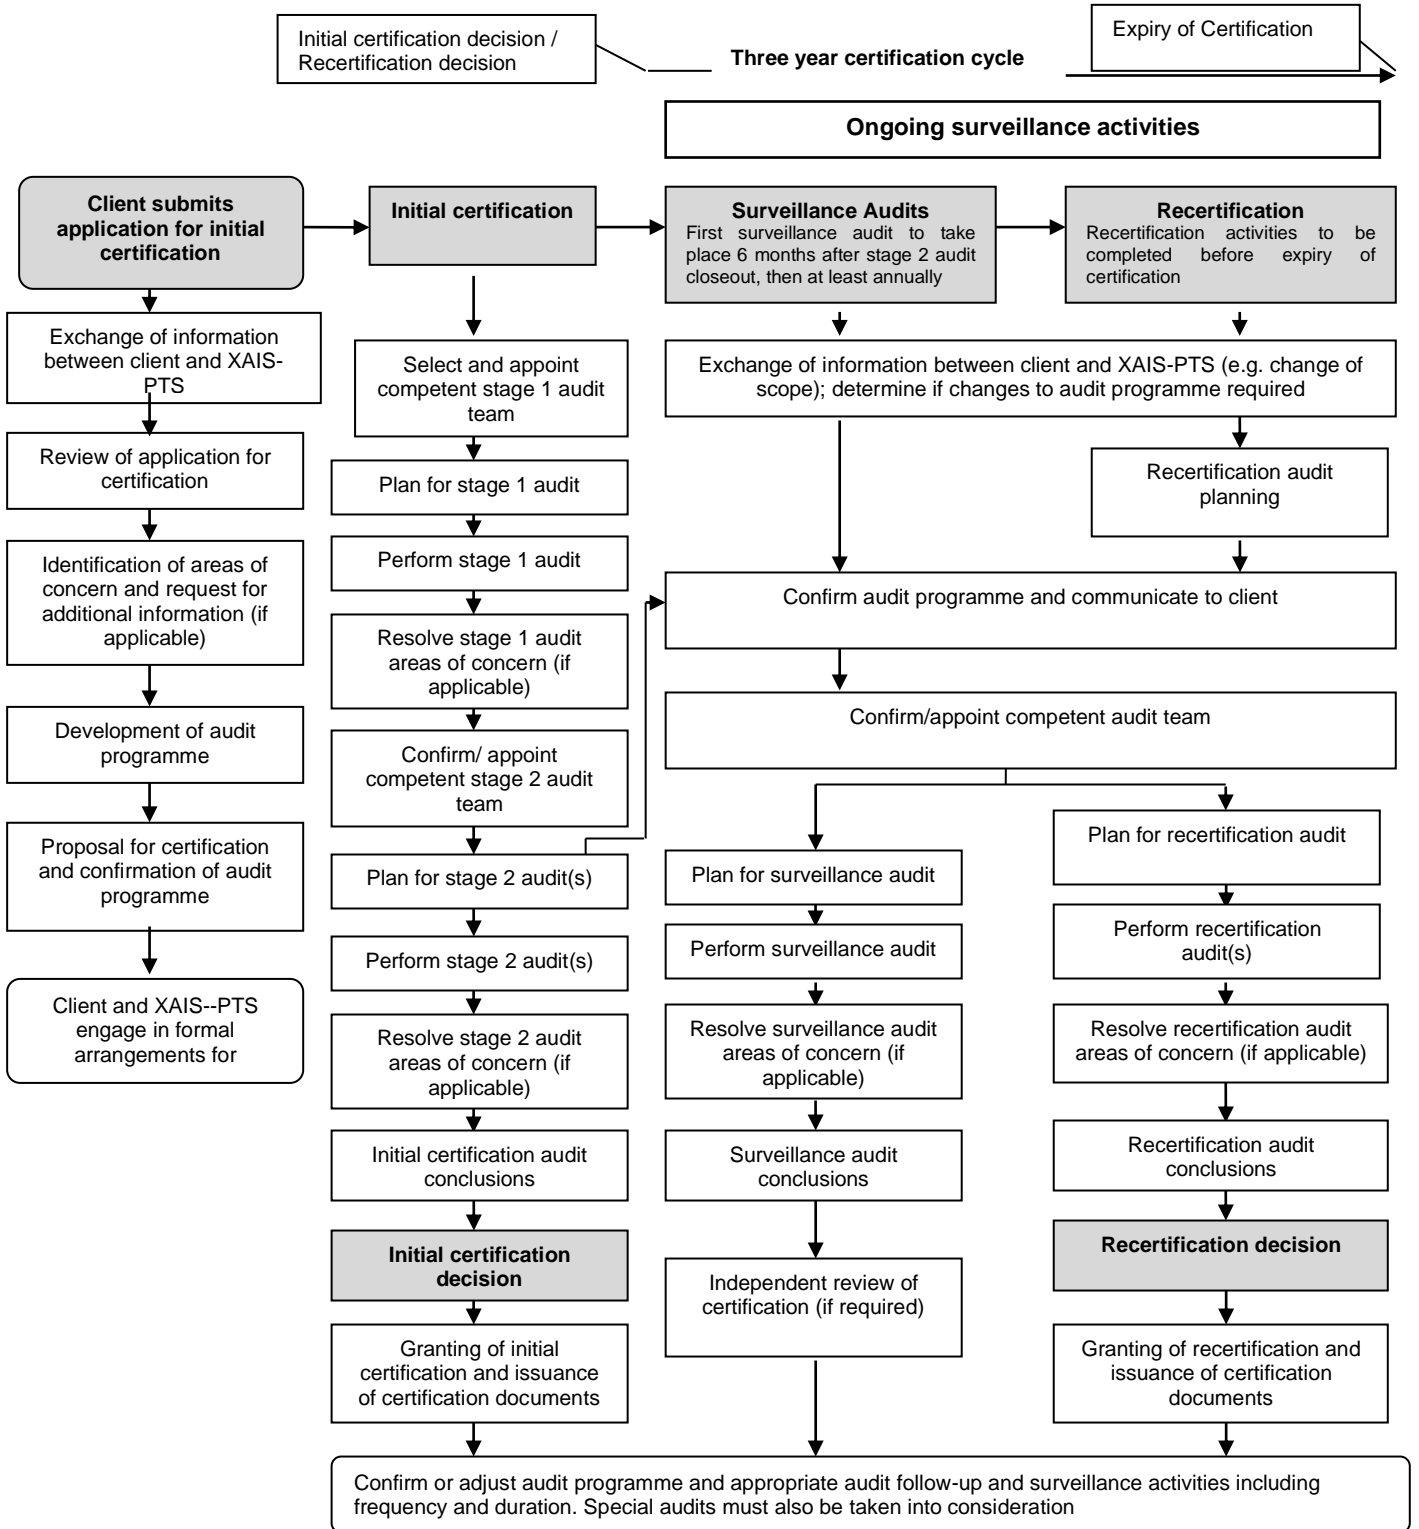 Initial certification decision /
Recertification decision
Three year certification cycle
Expiry of Certification
Ongoing surveillance activities
Client submits
application for initial
certification
Initial certification
Surveillance Audits
First surveillance audit to take
place 6 months after stage 2 audit
closeout, then at least annually
Recertification
Recertification activities to be
completed before expiry of
certification
Exchange of information
between client and XAIS-
PTS
Review of application for
certification
Identification of areas of
concern and request for
additional information (if
applicable)
Development of audit
programme
Proposal for certification
and confirmation of audit
programme
Client and XAIS--PTS
engage in formal
arrangements for
Select and appoint
competent stage 1 audit
team
Plan for stage 1 audit
Perform stage 1 audit
Resolve stage 1 audit
areas of concern (if
applicable)
Confirm/ appoint
competent stage 2 audit
team
Plan for stage 2 audit(s)
Perform stage 2 audit(s)
Resolve stage 2 audit
areas of concern (if
applicable)
Initial certification audit
conclusions
Initial certification
decision
Granting of initial
certification and issuance
of certification documents
Exchange of information between client and XAIS-PTS (e.g. change of
scope); determine if changes to audit programme required
Recertification audit
planning
Confirm audit programme and communicate to client
Confirm/appoint competent audit team
Plan for surveillance audit
Perform surveillance audit
Resolve surveillance audit
areas of concern (if
applicable)
Surveillance audit
conclusions
Independent review of
certification (if required)
Plan for recertification audit
Perform recertification
audit(s)
Resolve recertification audit
areas of concern (if applicable)
Recertification audit
conclusions
Recertification decision
Granting of recertification and
issuance of certification
documents
Confirm or adjust audit programme and appropriate audit follow-up and surveillance activities including
frequency and duration. Special audits must also be taken into consideration